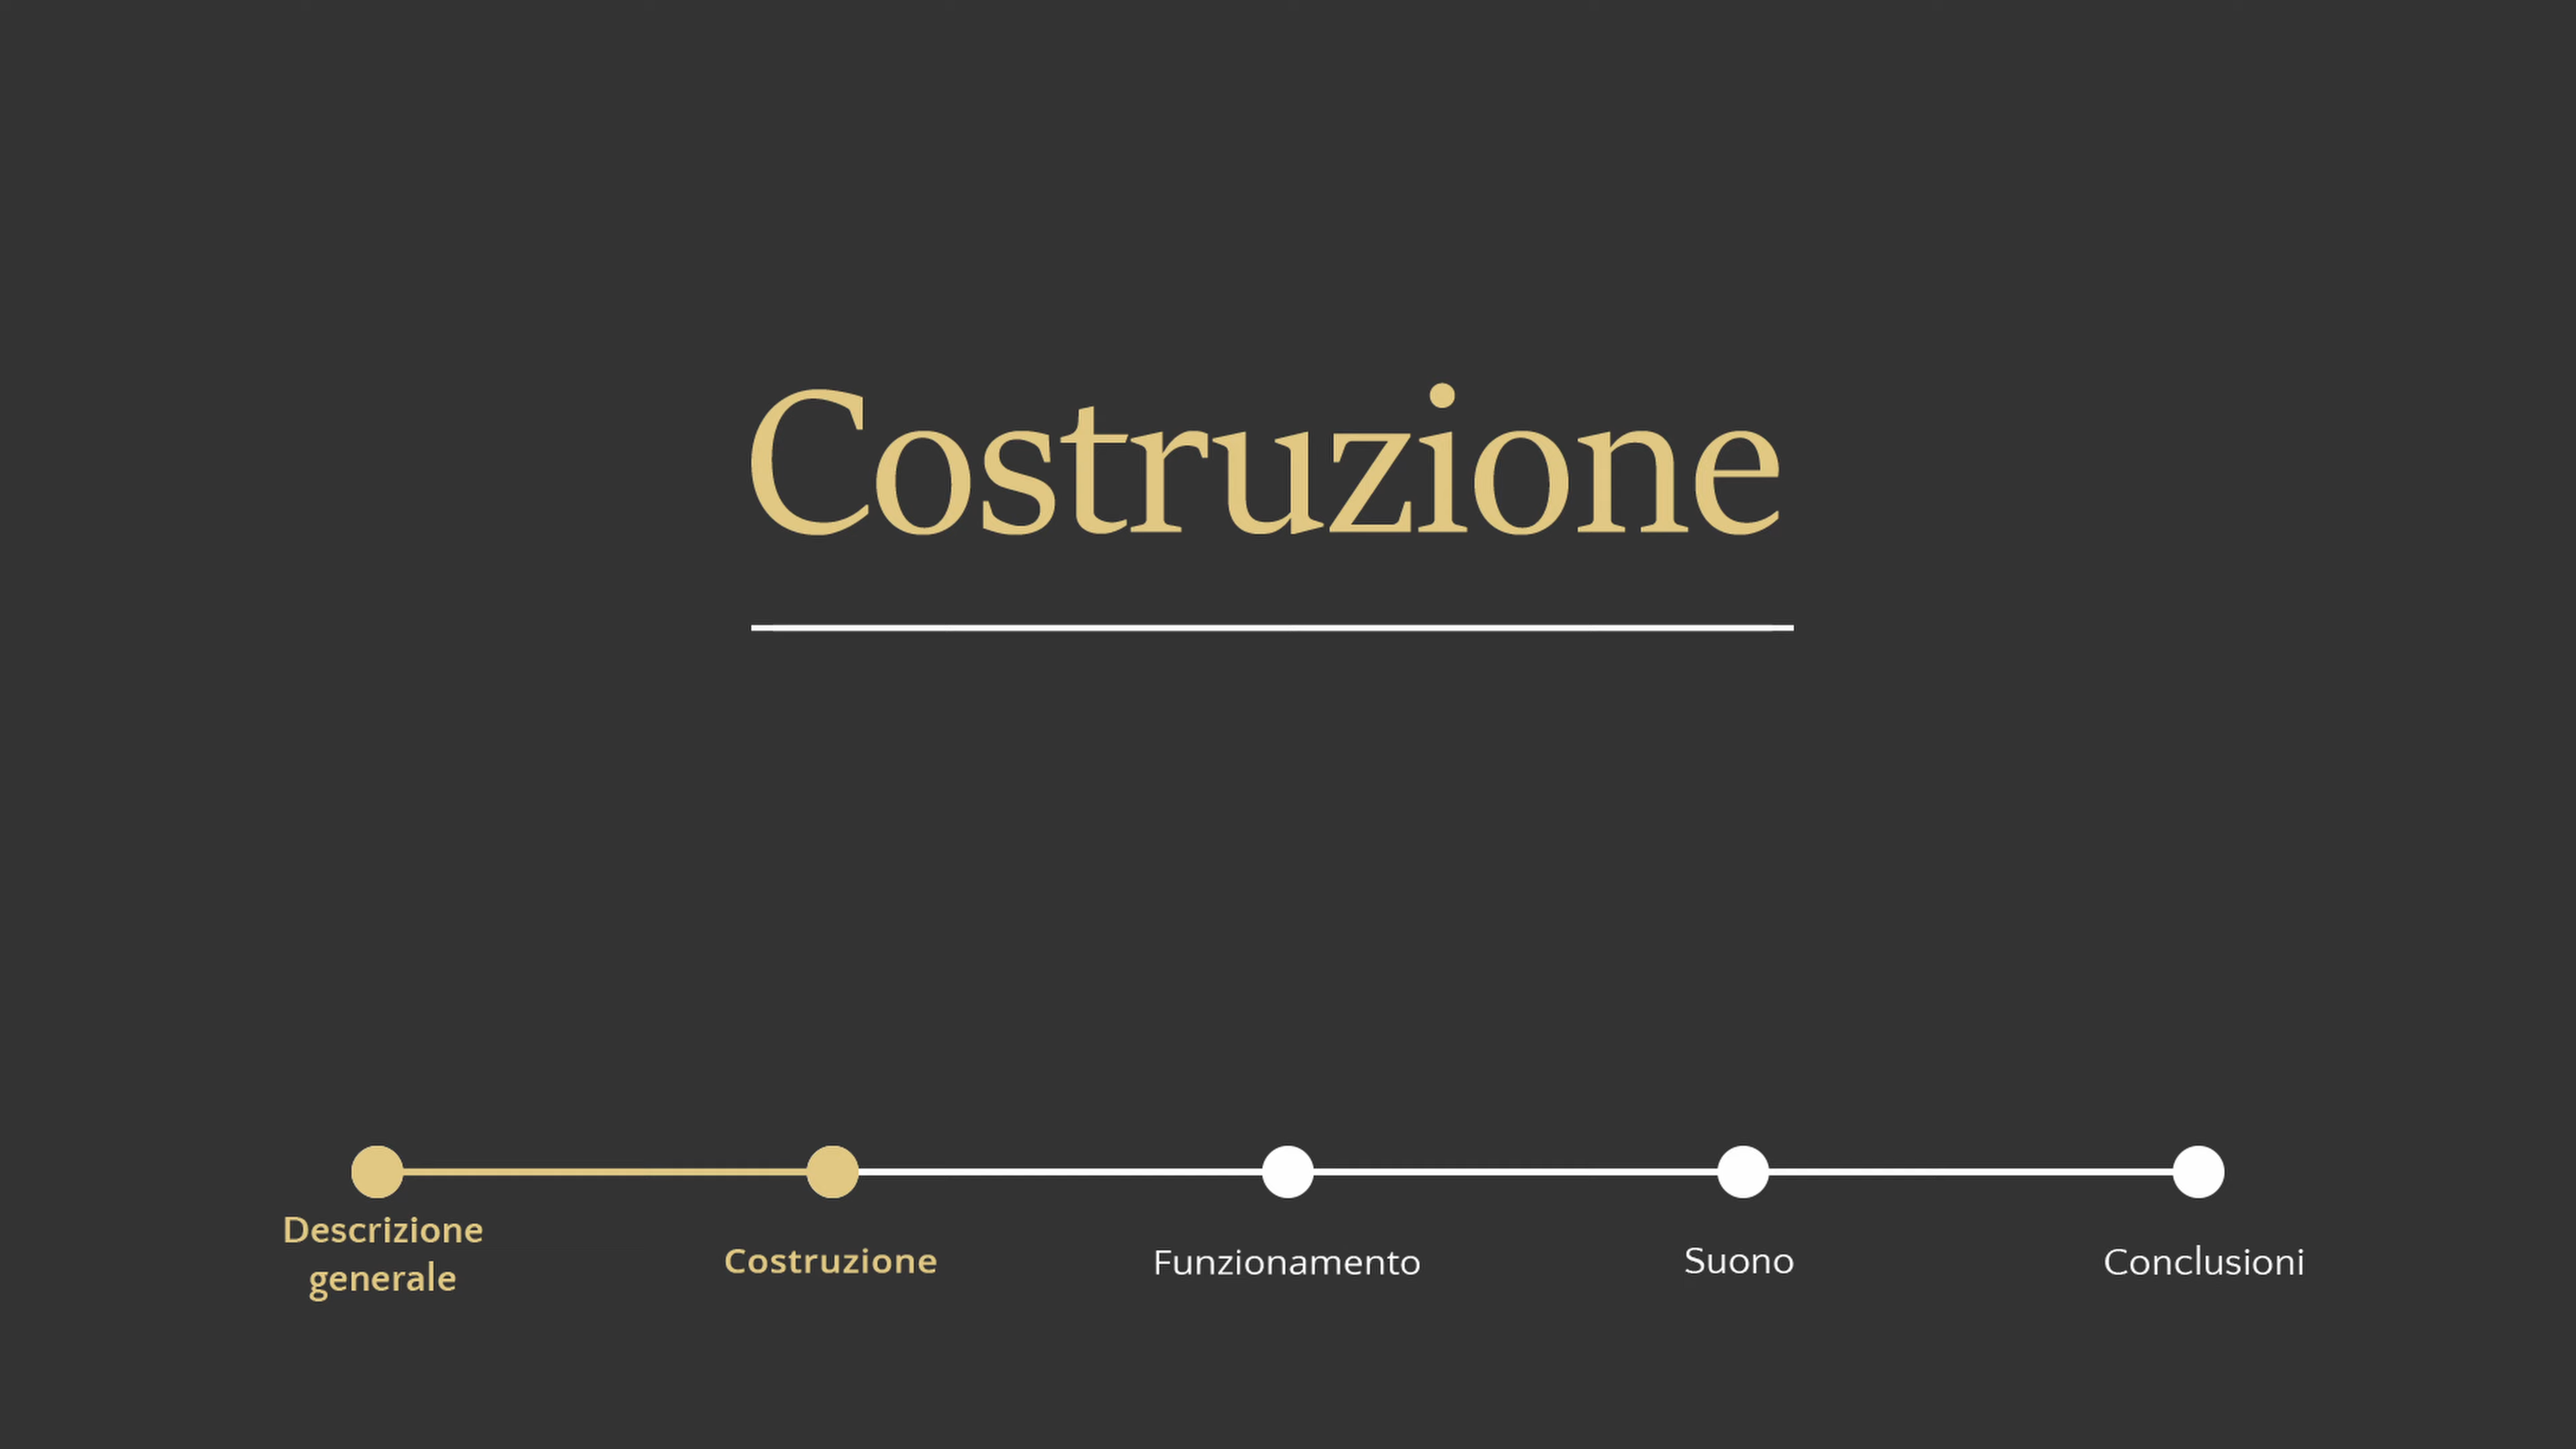 Costruzione
Descrizione
generale
Costruzione
Funzionamento
Suono
Conclusioni